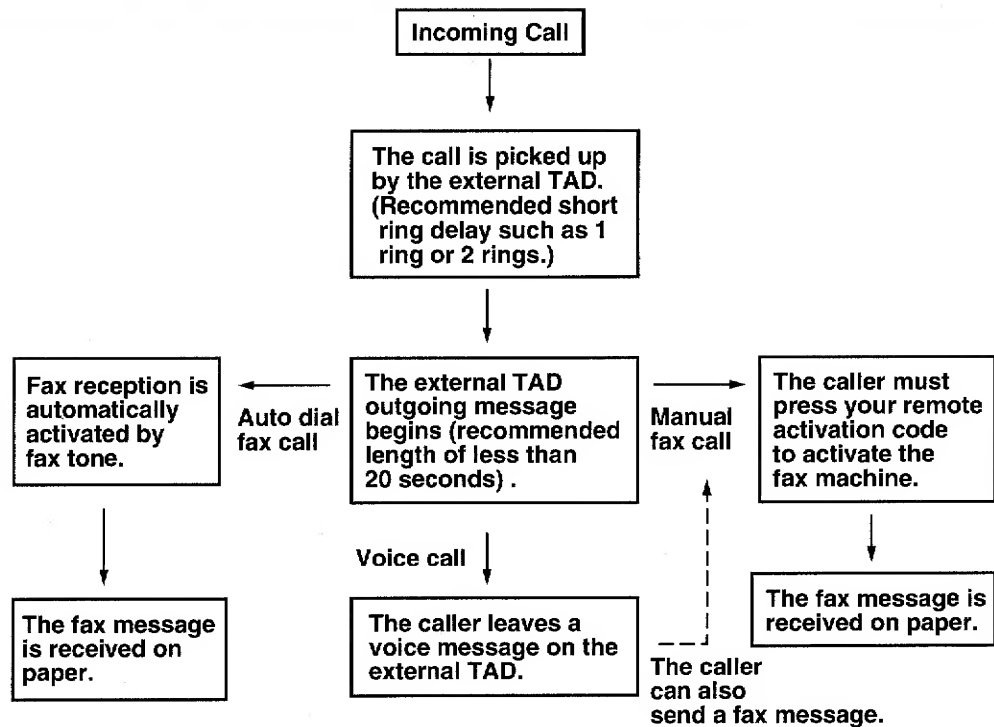 Incoming Call
The call is picked up
by the external TAD.
(Recommended short
ring delay such as 1
ring or 2 rings.)
Fax reception is
automatically
activated by
fax tone.
Auto dial
fax call
The external TAD
outgoing message
begins (recommended
length of less than
20 seconds) .
Manual
fax call
The caller must
press your remote
activation code
to activate the
fax machine.
Voice call
The fax message
is received on
paper.
The caller leaves a
voice message on the
external TAD.
The caller
can also
send a fax message.
The fax message is
received on paper.